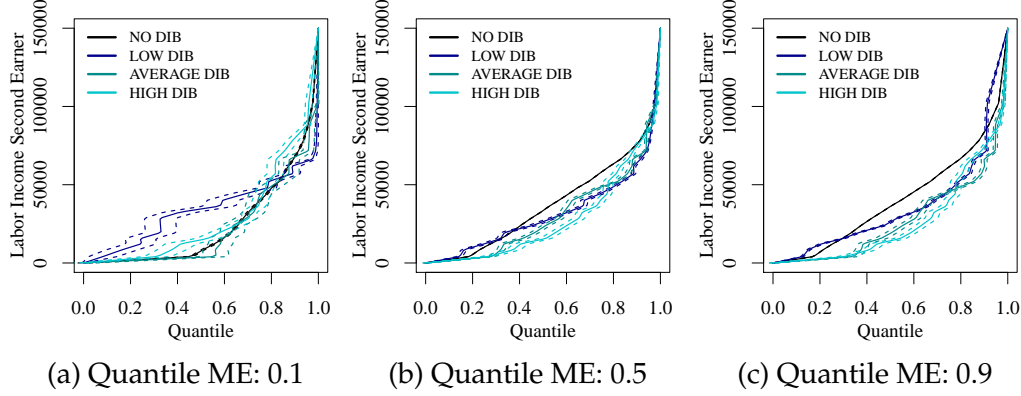 Labor Income Second Earner
0 50000 100000 150000
NO DIB
LOW DIB
AVERAGE DIB
HIGH DIB
0.0 0.2 0.4 0.6 0.8 1.0
Quantile
(a) Quantile ME: 0.1
Labor Income Second Earner
0 50000 100000 150000
NO DIB
LOW DIB
AVERAGE DIB
HIGH DIB
0.0 0.2 0.4 0.6 0.8 1.0
Quantile
(b) Quantile ME: 0.5
Labor Income Second Earner
0 50000 100000 150000
NO DIB
LOW DIB
AVERAGE DIB
HIGH DIB
0.0 0.2 0.4 0.6 0.8 1.0
Quantile
(c) Quantile ME: 0.9